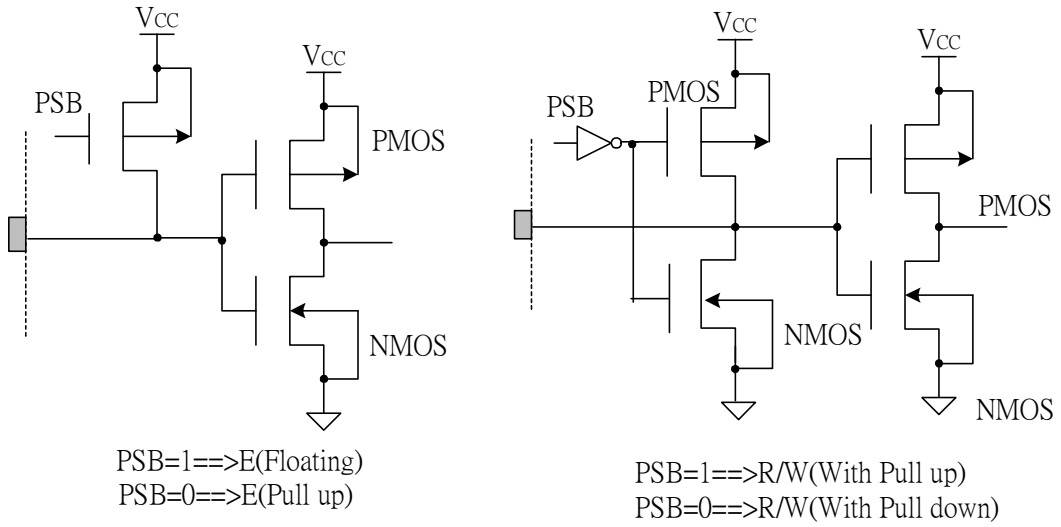 VCC
VCC
PSB
PMOS
NMOS
PSB=1==>E(Floating)
PSB=0==>E(Pull up)
VCC
VCC
PSB
PMOS
PMOS
NMOS
NMOS
PSB=1==>R/W(With Pull up)
PSB=0==>R/W(With Pull down)